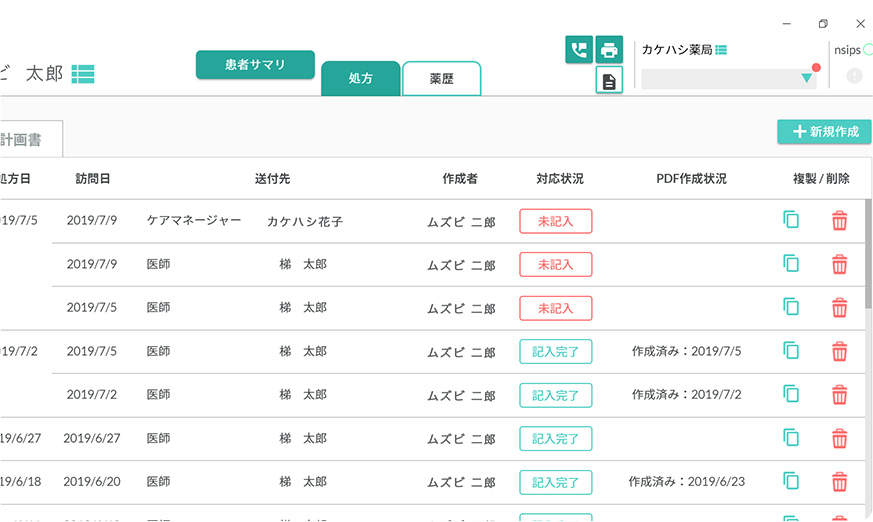 カケハシ薬局
nsips
患者サマリ
ビ 太郎
処方
薬歴
計画書
新規作成
処方日 訪問日 送付先 作成者 対応状況 PDF作成状況 複製 / 削除
19/7/5 2019/7/9 ケアマネージャー カケハシ花子 ムズビ 二郎 未記入
2019/7/9 医師 梯 太郎 ムズビ 二郎 未記入
2019/7/5 医師 梯 太郎 ムズビ 二郎 未記入
19/7/2 2019/7/5 医師 梯 太郎 ムズビ 二郎 記入完了 作成済み：2019/7/5
2019/7/2 医師 梯 太郎 ムズビ 二郎 記入完了 作成済み：2019/7/2
19/6/27 2019/6/27 医師 梯 太郎 ムズビ 二郎 記入完了
19/6/18 2019/6/20 医師 梯 太郎 ムズビ 二郎 記入完了 作成済み：2019/6/23